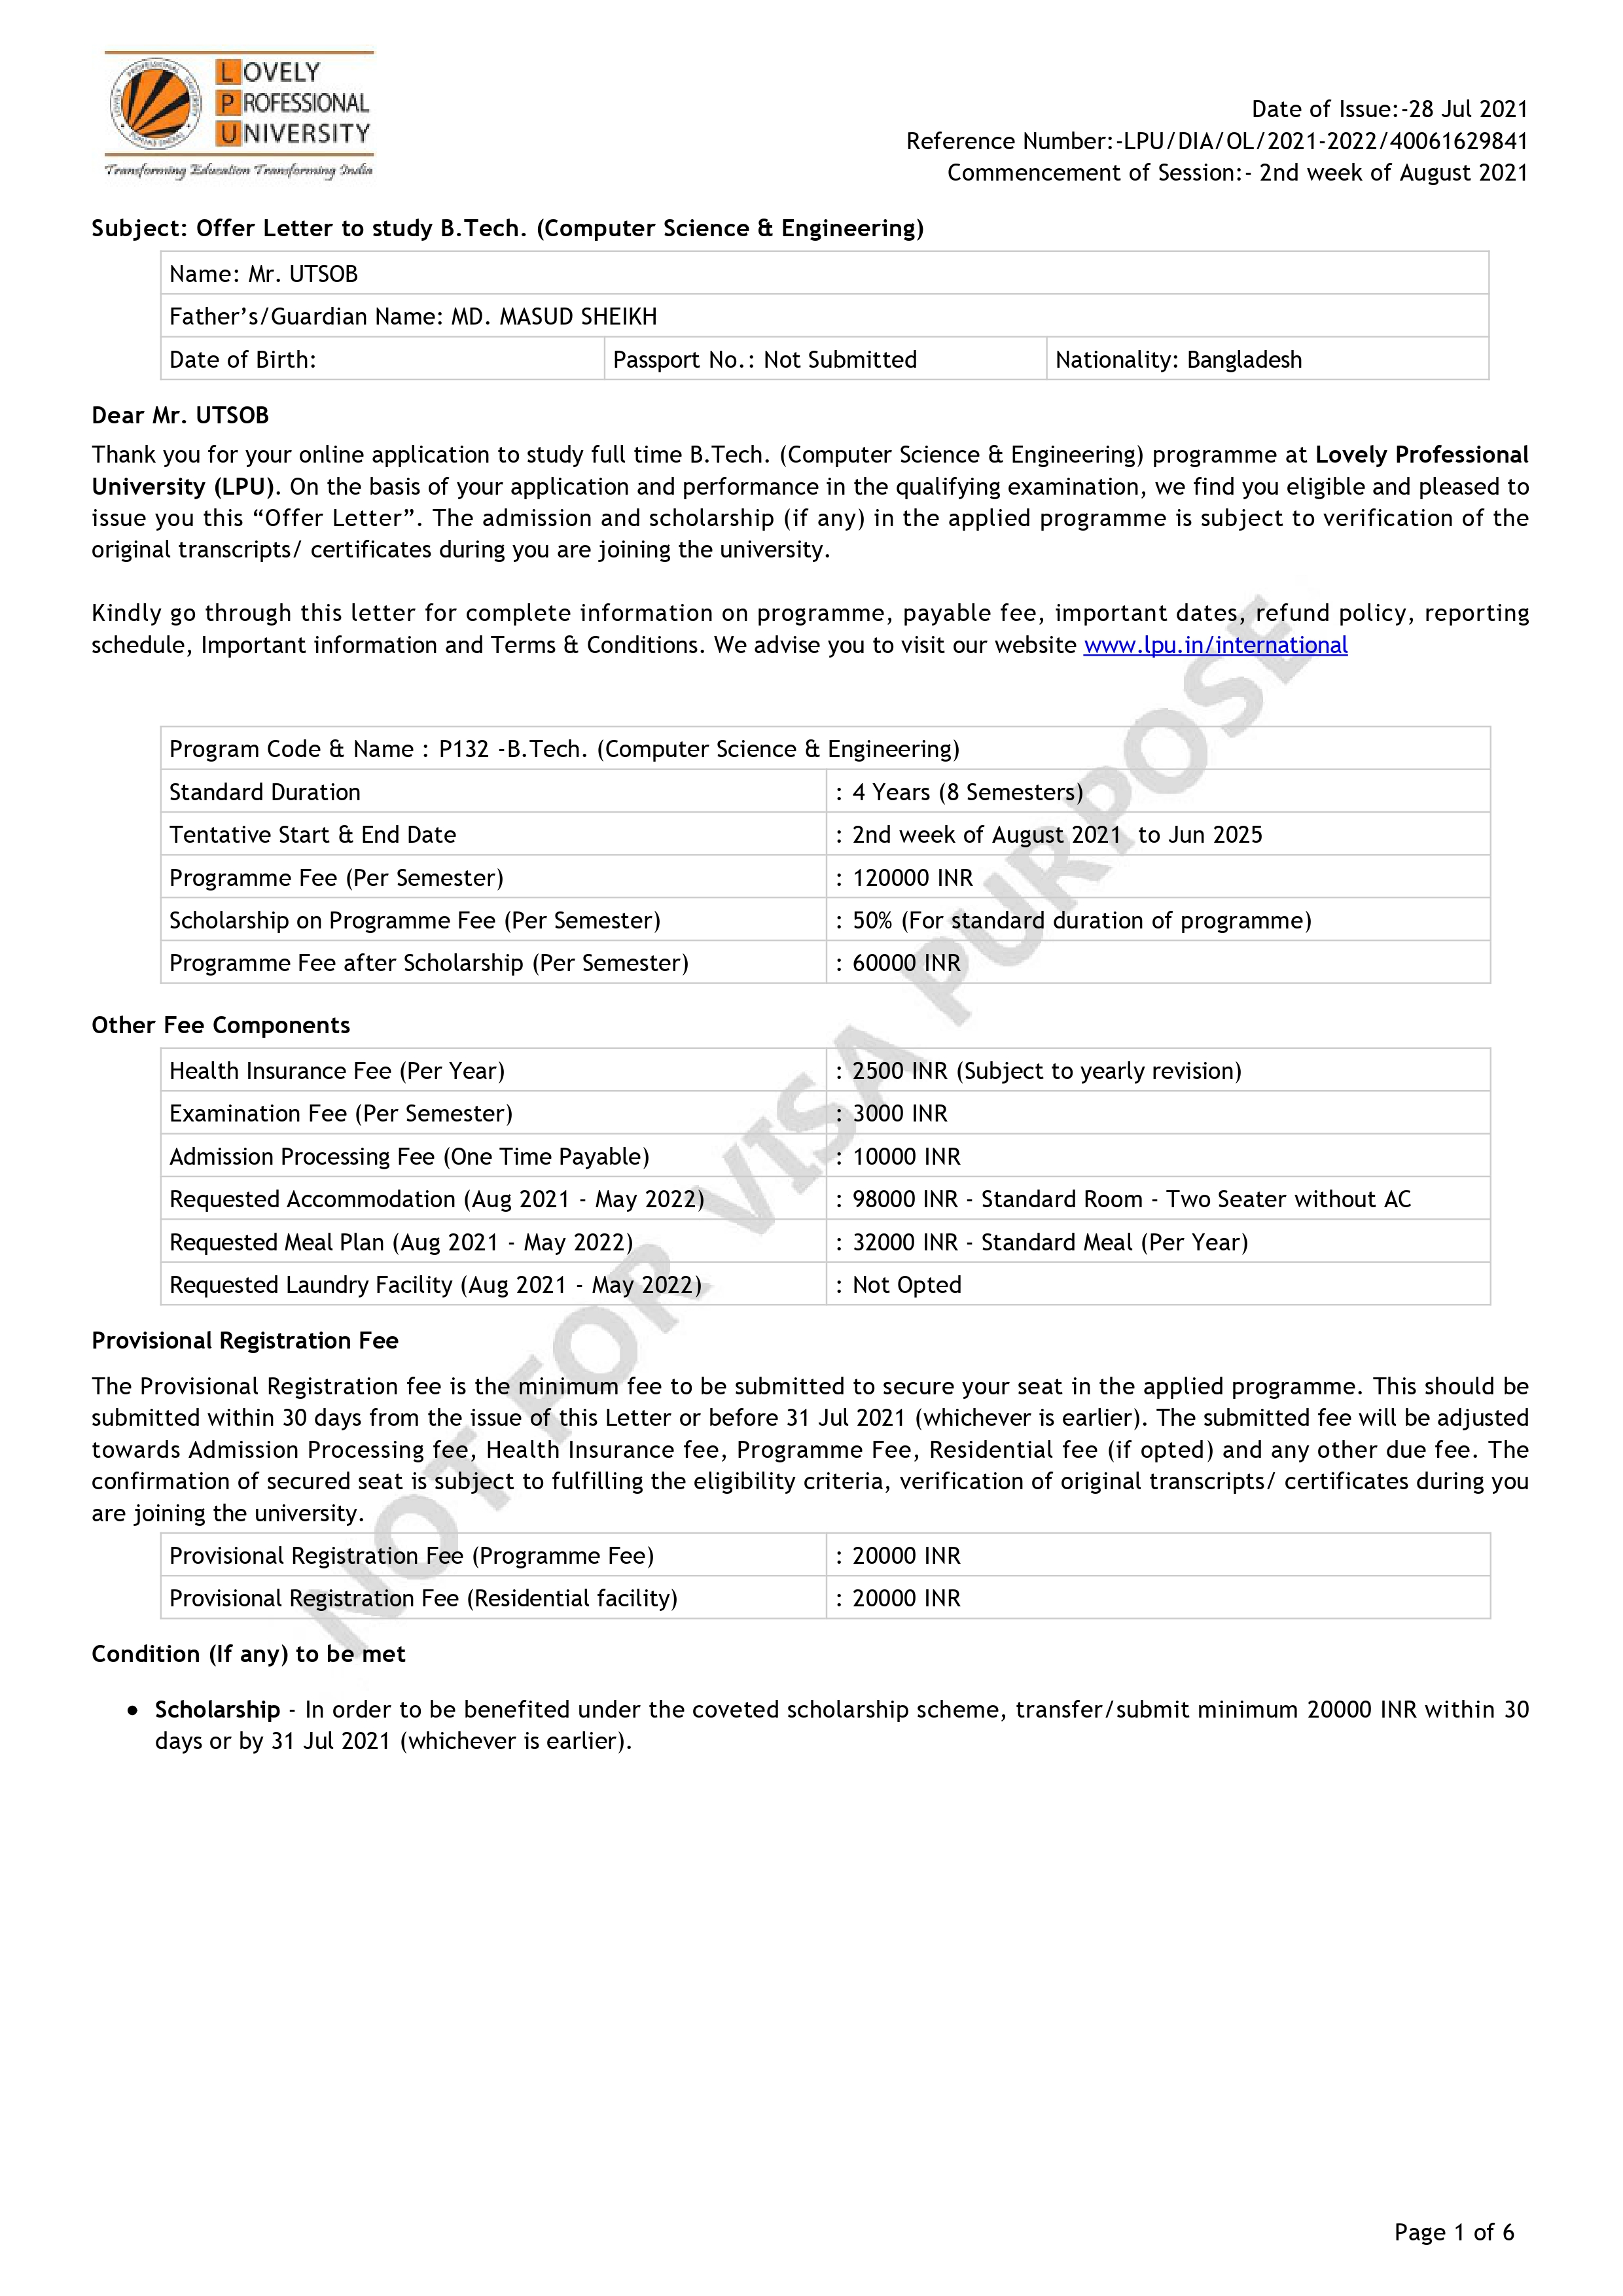 LOVELY
PROFESSIONAL
UNIVERSITY
Transforming Education Transforming India
Date of Issue:-28 Jul 2021
Reference Number:-LPU/DIA/OL/2021-2022/40061629841
Commencement of Session:- 2nd week of August 2021
Subject: Offer Letter to study B.Tech. (Computer Science & Engineering)
Name: Mr. UTSOB
Father’s/Guardian Name: MD. MASUD SHEIKH
Date of Birth: Passport No.: Not Submitted Nationality: Bangladesh
Dear Mr. UTSOB
Thank you for your online application to study full time B.Tech. (Computer Science & Engineering) programme at Lovely Professional
University (LPU). On the basis of your application and performance in the qualifying examination, we find you eligible and pleased to
issue you this “Offer Letter”. The admission and scholarship (if any) in the applied programme is subject to verification of the
original transcripts/ certificates during you are joining the university.
Kindly go through this letter for complete information on programme, payable fee, important dates, refund policy, reporting
schedule, Important information and Terms & Conditions. We advise you to visit our website www.lpu.in/international
Program Code & Name : P132 -B.Tech. (Computer Science & Engineering)
Standard Duration : 4 Years (8 Semesters)
Tentative Start & End Date : 2nd week of August 2021 to Jun 2025
Programme Fee (Per Semester) : 120000 INR
Scholarship on Programme Fee (Per Semester) : 50% (For standard duration of programme)
Programme Fee after Scholarship (Per Semester) : 60000 INR
Other Fee Components
Health Insurance Fee (Per Year) : 2500 INR (Subject to yearly revision)
Examination Fee (Per Semester) : 3000 INR
Admission Processing Fee (One Time Payable) : 10000 INR
Requested Accommodation (Aug 2021 - May 2022) : 98000 INR - Standard Room - Two Seater without AC
Requested Meal Plan (Aug 2021 - May 2022) : 32000 INR - Standard Meal (Per Year)
Requested Laundry Facility (Aug 2021 - May 2022) : Not Opted
Provisional Registration Fee
The Provisional Registration fee is the minimum fee to be submitted to secure your seat in the applied programme. This should be
submitted within 30 days from the issue of this Letter or before 31 Jul 2021 (whichever is earlier). The submitted fee will be adjusted
towards Admission Processing fee, Health Insurance fee, Programme Fee, Residential fee (if opted) and any other due fee. The
confirmation of secured seat is subject to fulfilling the eligibility criteria, verification of original transcripts/ certificates during you
are joining the university.
Provisional Registration Fee (Programme Fee) : 20000 INR
Provisional Registration Fee (Residential facility) : 20000 INR
Condition (If any) to be met
● Scholarship - In order to be benefited under the coveted scholarship scheme, transfer/submit minimum 20000 INR within 30
days or by 31 Jul 2021 (whichever is earlier).
NOT FOR VISA PURPOSE
Page 1 of 6